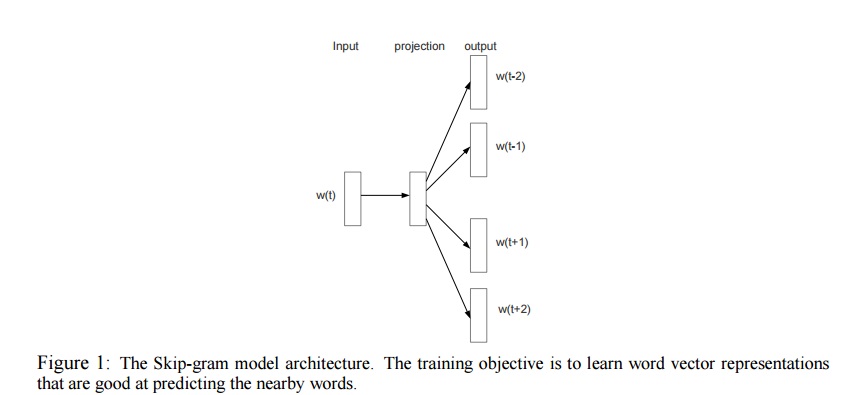 Input projection output
w(t-2)
w(t-1)
w(t)
w(t+1)
w(t+2)
Figure 1: The Skip-gram model architecture. The training objective is to learn word vector representations
that are good at predicting the nearby words.